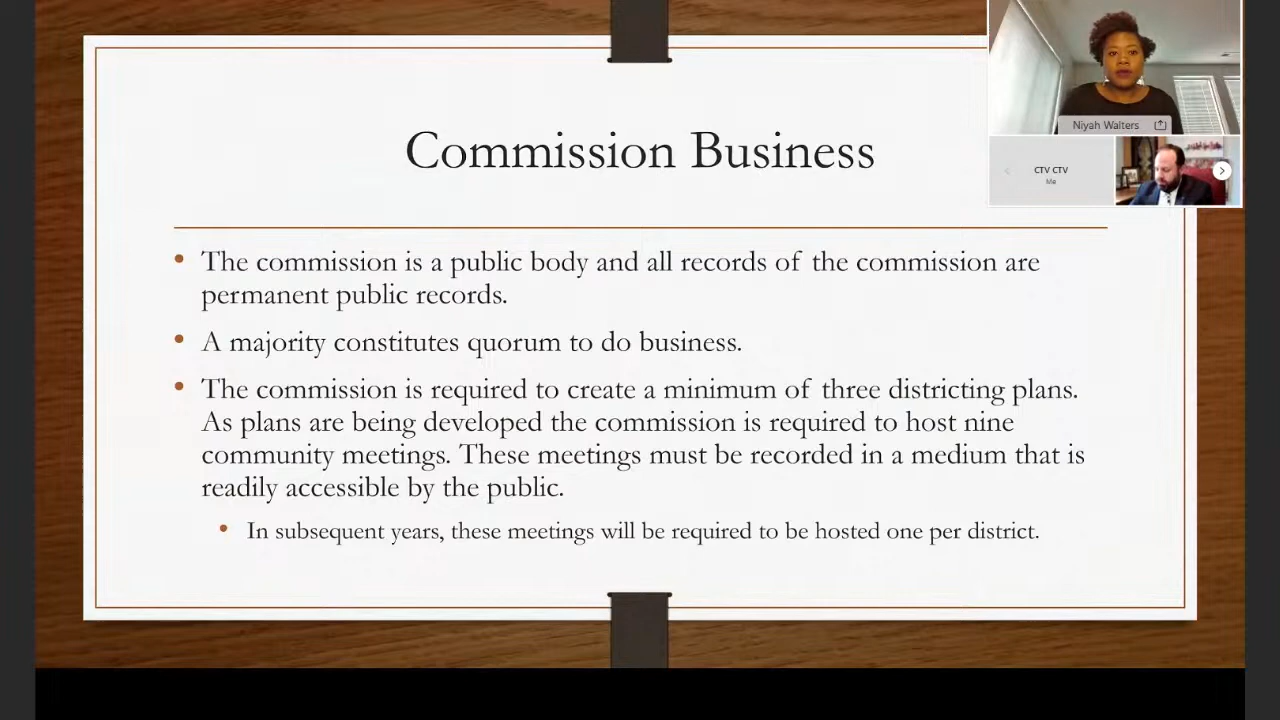 Commission Business
Niyah Walters
CTV CTV
Me
• The commission is a public body and all records of the commission are
permanent public records.
• A majority constitutes quorum to do business.
• The commission is required to create a minimum of three districting plans.
As plans are being developed the commission is required to host nine
community meetings. These meetings must be recorded in a medium that is
readily accessible by the public.
• In subsequent years, these meetings will be required to be hosted one per district.